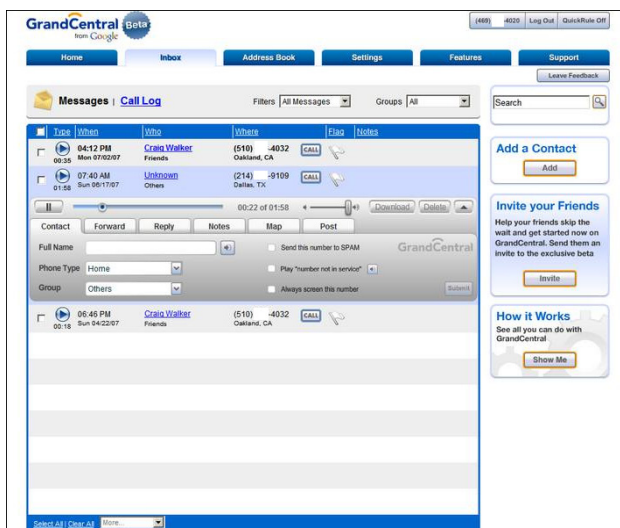 GrandCentral Beta
from Google
(469) 4020 Log Out QuickRule Off
Home Inbox Address Book Settings Features Support
Leave Feedback
Messages | Call Log Filters All Messages Groups All
Search
Type When Who Where Flag Notes
04:12 PM Craig Walker (510) -4032 CALL
00:35 Mon 07/02/07 Friends Oakland, CA
07:40 AM Unknown (214) -9109 CALL
01:58 Sun 06/17/07 Others Dallas, TX
00:22 of 01:58 Download Delete
Contact Forward Reply Notes Map Post
Full Name Send this number to SPAM GrandCentral
Phone Type Home Play "number not in service"
Group Others Always screen this number Submit
06:46 PM Craig Walker (510) -4032 CALL
00:18 Sun 04/22/07 Friends Oakland, CA
Add a Contact
Add
Invite your Friends
Help your friends skip the
wait and get started now on
GrandCentral. Send them an
invite to the exclusive beta
Invite
How it Works
See all you can do with
GrandCentral
Show Me
Select All | Clear All More...